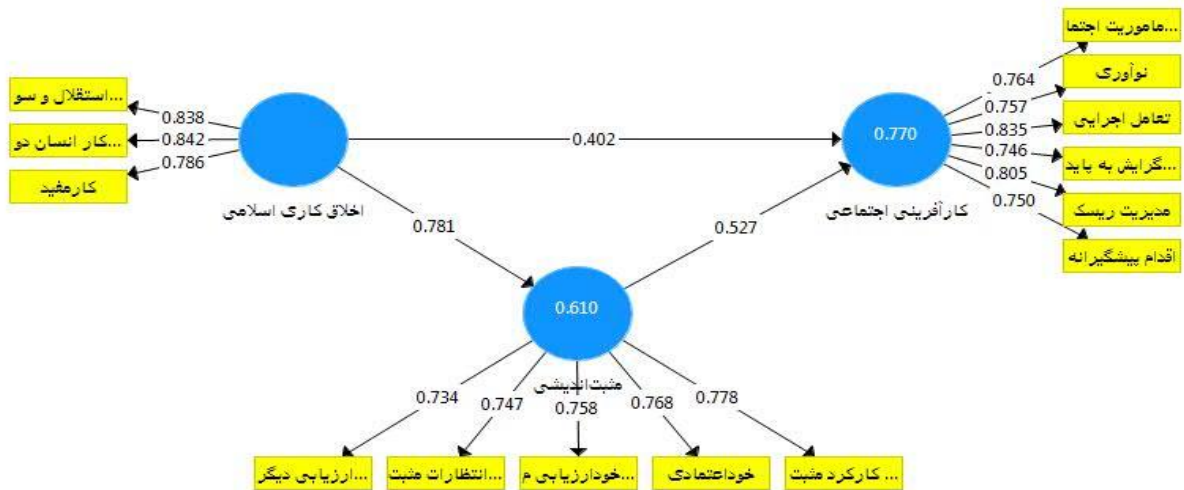 ماموریت اجتما...
نوآوری
تعامل اجرایی
گرایش به پاید...
مدیریت ریسک
اقدام پیشگیرانه
0.764
0.757
0.835
0.746
0.805
0.750
0.770
کارآفرینی اجتماعی
استقلال و سو...
کار انسان دو...
کارمفید
0.838
0.842
0.786
اخلاق کاری اسلامی
0.402
0.781
0.527
0.610
مثبت‌اندیشی
0.734
0.747
0.758
0.768
0.778
ارزیابی دیگر...
انتظارات مثبت...
خودارزیابی م...
خوداعتمادی
کارکرد مثبت ...